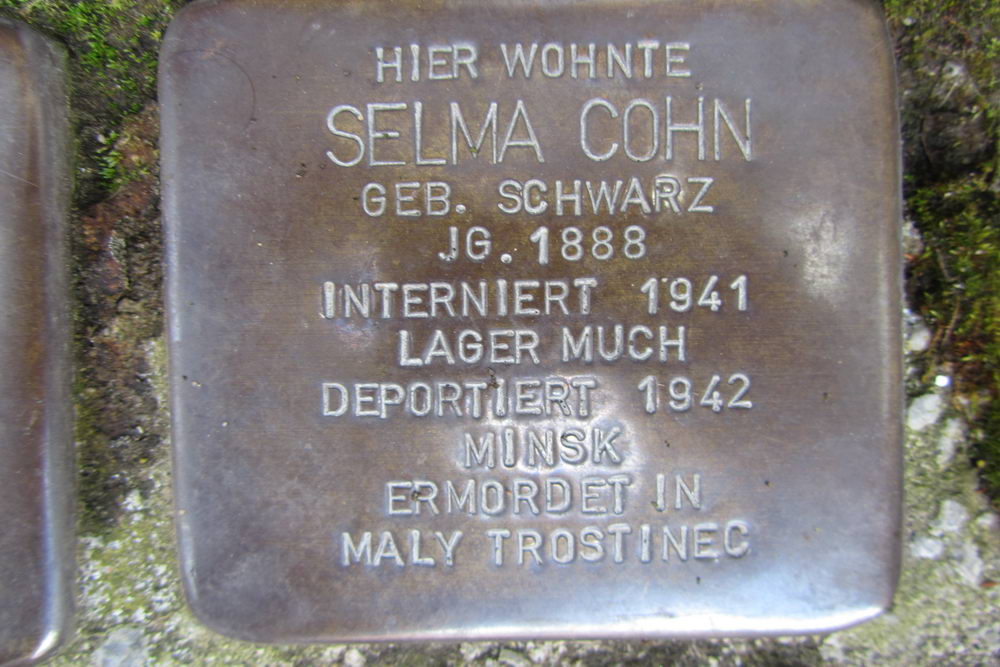 HIER WOHNTE
SELMA COHN
GEB. SCHWARZ
JG. 1888
INTERNIERT 1941
LAGER MUCH
DEPORTIERT 1942
MINSK
ERMORDET IN
MALY TROSTINEC